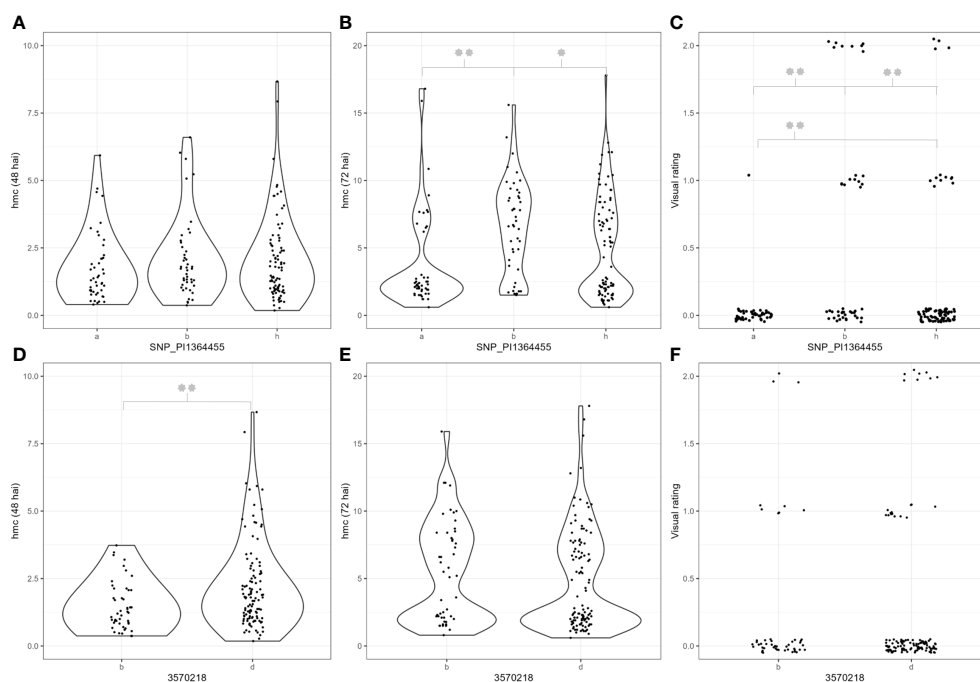 A
B
C
10.0
7.5
5.0
2.5
0.0
hmc (48 hai)
a
b
h
SNP_PI1364455
20
15
10
5
0
hmc (72 hai)
**
*
a
b
h
SNP_PI1364455
2.0
1.5
1.0
0.5
0.0
Visual rating
**
**
**
a
b
h
SNP_PI1364455
D
E
F
10.0
7.5
5.0
2.5
0.0
hmc (48 hai)
**
b
d
3570218
20
15
10
5
0
hmc (72 hai)
b
d
3570218
2.0
1.5
1.0
0.5
0.0
Visual rating
b
d
3570218